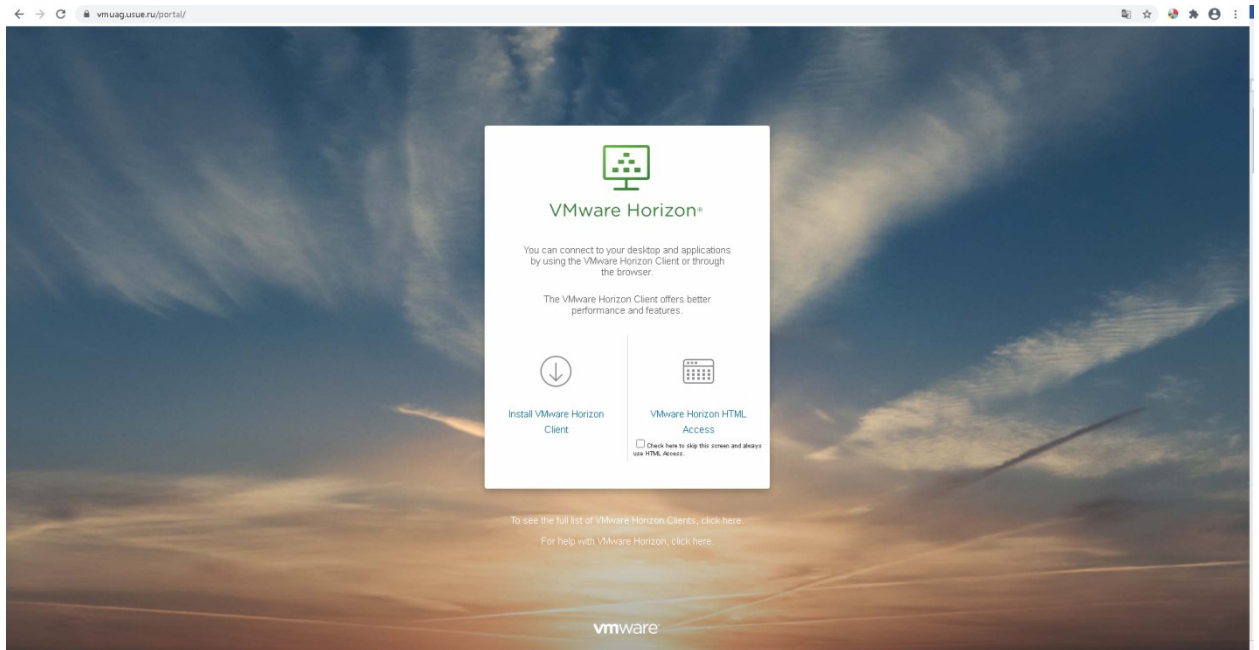 vmuag.usue.ru/portal/
VMware Horizon®
You can connect to your desktop and applications
by using the VMware Horizon Client or through
the browser.
The VMware Horizon Client offers better
performance and features.
Install VMware Horizon
Client
VMware Horizon HTML
Access
Check here to skip this screen and always
use HTML Access.
To see the full list of VMware Horizon Clients, click here.
For help with VMware Horizon, click here.
vmware